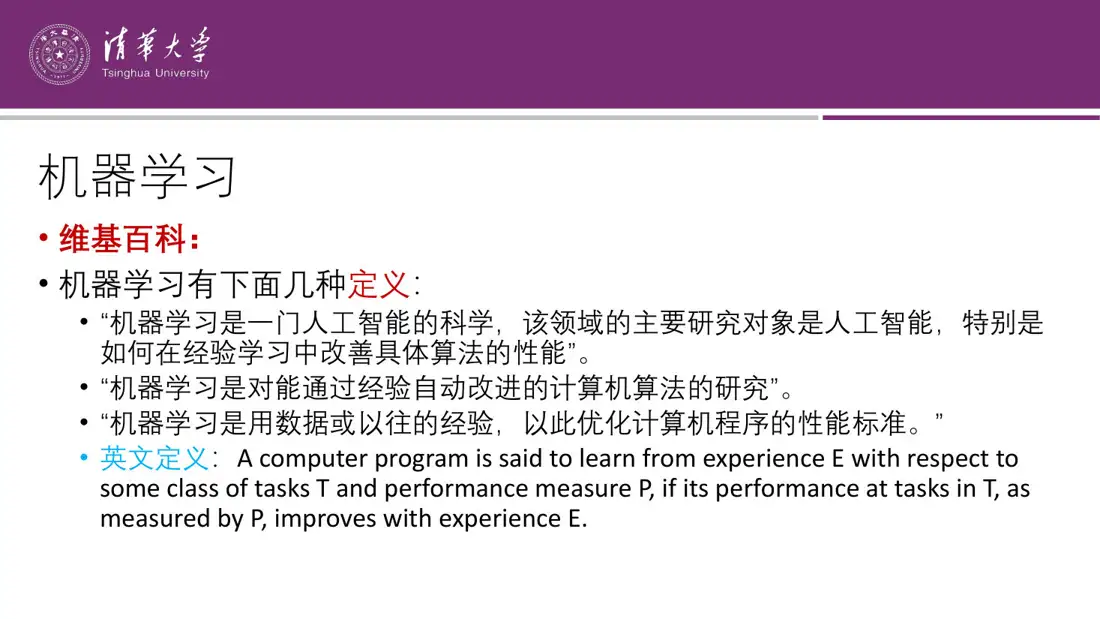 清华大学
Tsinghua University
机器学习
• 维基百科：
• 机器学习有下面几种定义：
• “机器学习是一门人工智能的科学，该领域的主要研究对象是人工智能，特别是
如何在经验学习中改善具体算法的性能”。
• “机器学习是对能通过经验自动改进的计算机算法的研究”。
• “机器学习是用数据或以往的经验，以此优化计算机程序的性能标准。”
• 英文定义：A computer program is said to learn from experience E with respect to
some class of tasks T and performance measure P, if its performance at tasks in T, as
measured by P, improves with experience E.